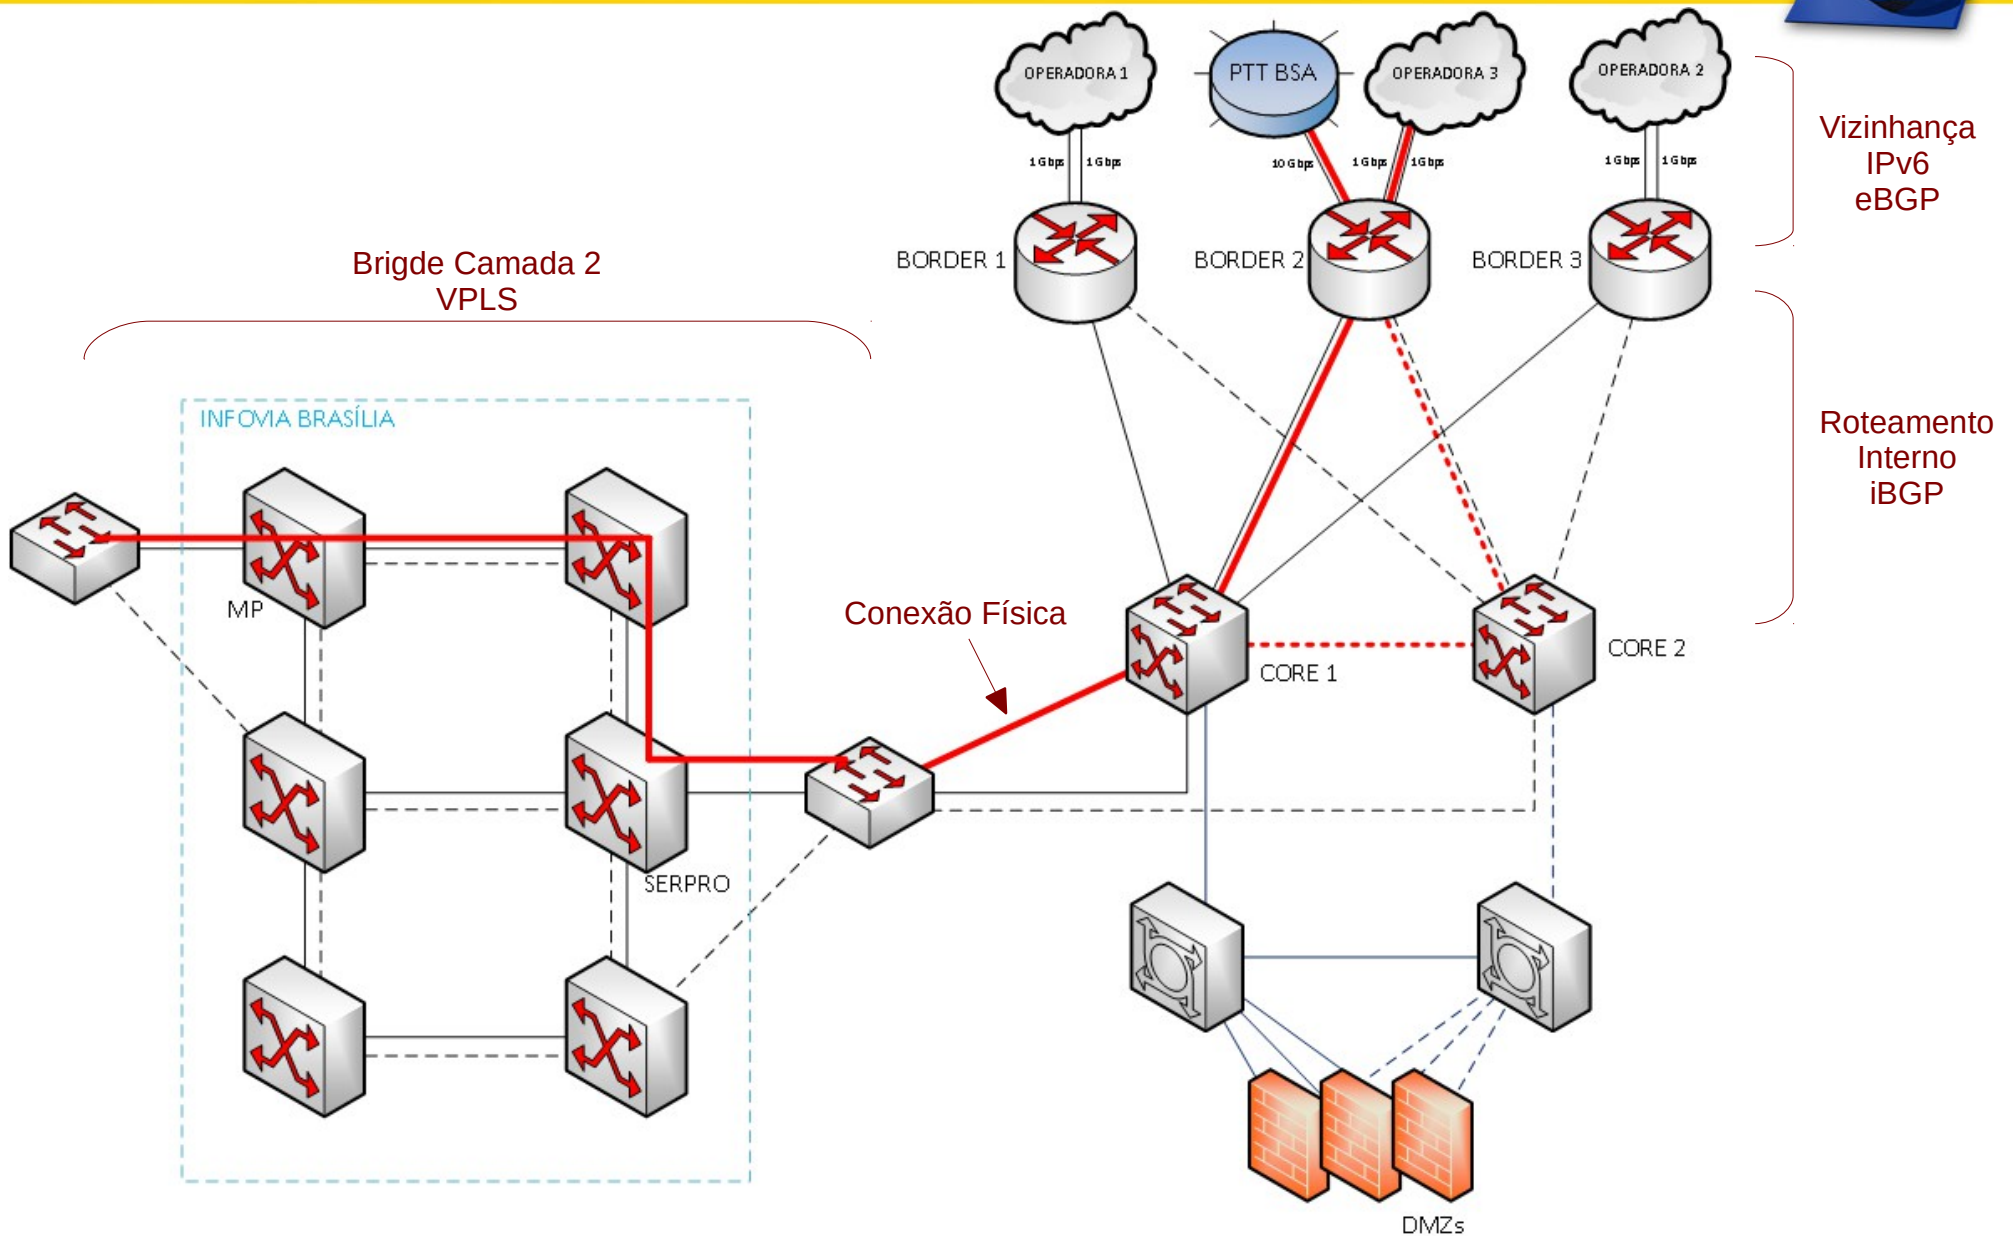 OPERADORA 1
PTT BSA
OPERADORA 3
OPERADORA 2
1 Gbps
1 Gbps
10 Gbps
1 Gbps
1 Gbps
1 Gbps
1 Gbps
Vizinhança
IPv6
eBGP
BORDER 1
BORDER 2
BORDER 3
Brigde Camada 2
VPLS
INFOVIA BRASÍLIA
Roteamento
Interno
iBGP
MP
Conexão Física
CORE 1
CORE 2
SERPRO
DMZs